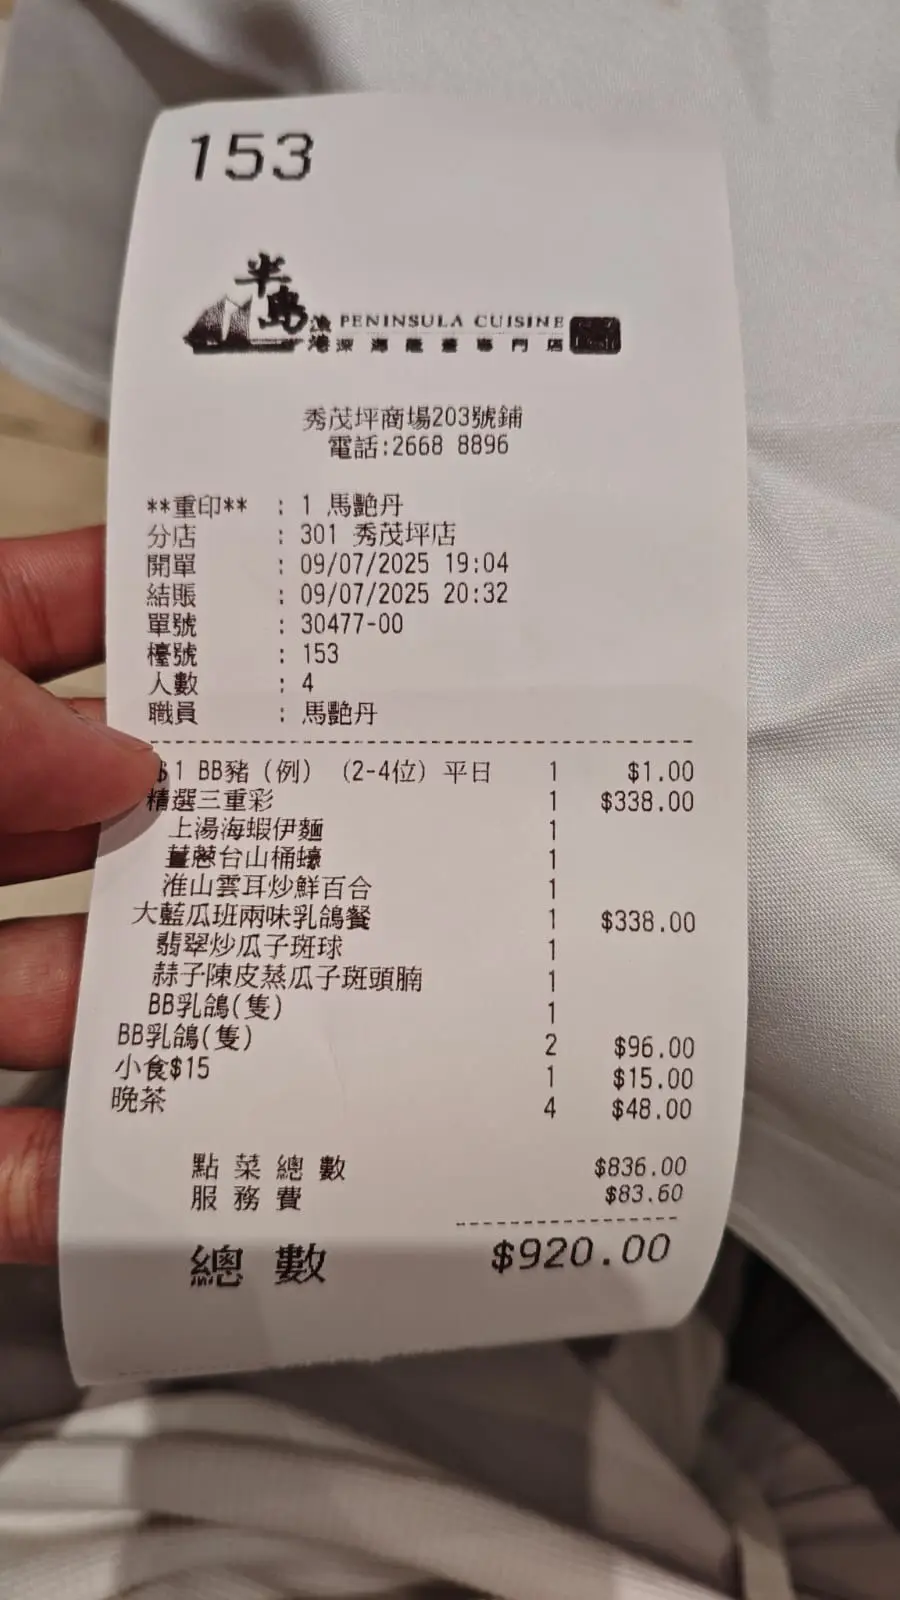 153
半島
漁港
PENINSULA CUISINE
深海龍躉專門店
秀茂坪商場203號鋪
電話:2668 8896
**重印** : 1 馬艷丹
分店 : 301 秀茂坪店
開單 : 09/07/2025 19:04
結賬 : 09/07/2025 20:32
單號 : 30477-00
檯號 : 153
人數 : 4
職員 : 馬艷丹
$1 BB豬（例）（2-4位）平日 1 $1.00
精選三重彩 1 $338.00
上湯海蝦伊麵 1
薑蔥台山桶蠔 1
淮山雲耳炒鮮百合 1
大藍瓜班兩味乳鴿餐 1 $338.00
翡翠炒瓜子斑球 1
蒜子陳皮蒸瓜子斑頭腩 1
BB乳鴿(隻) 1
BB乳鴿(隻) 2 $96.00
小食$15 1 $15.00
晚茶 4 $48.00
點菜總數 $836.00
服務費 $83.60
總數 $920.00